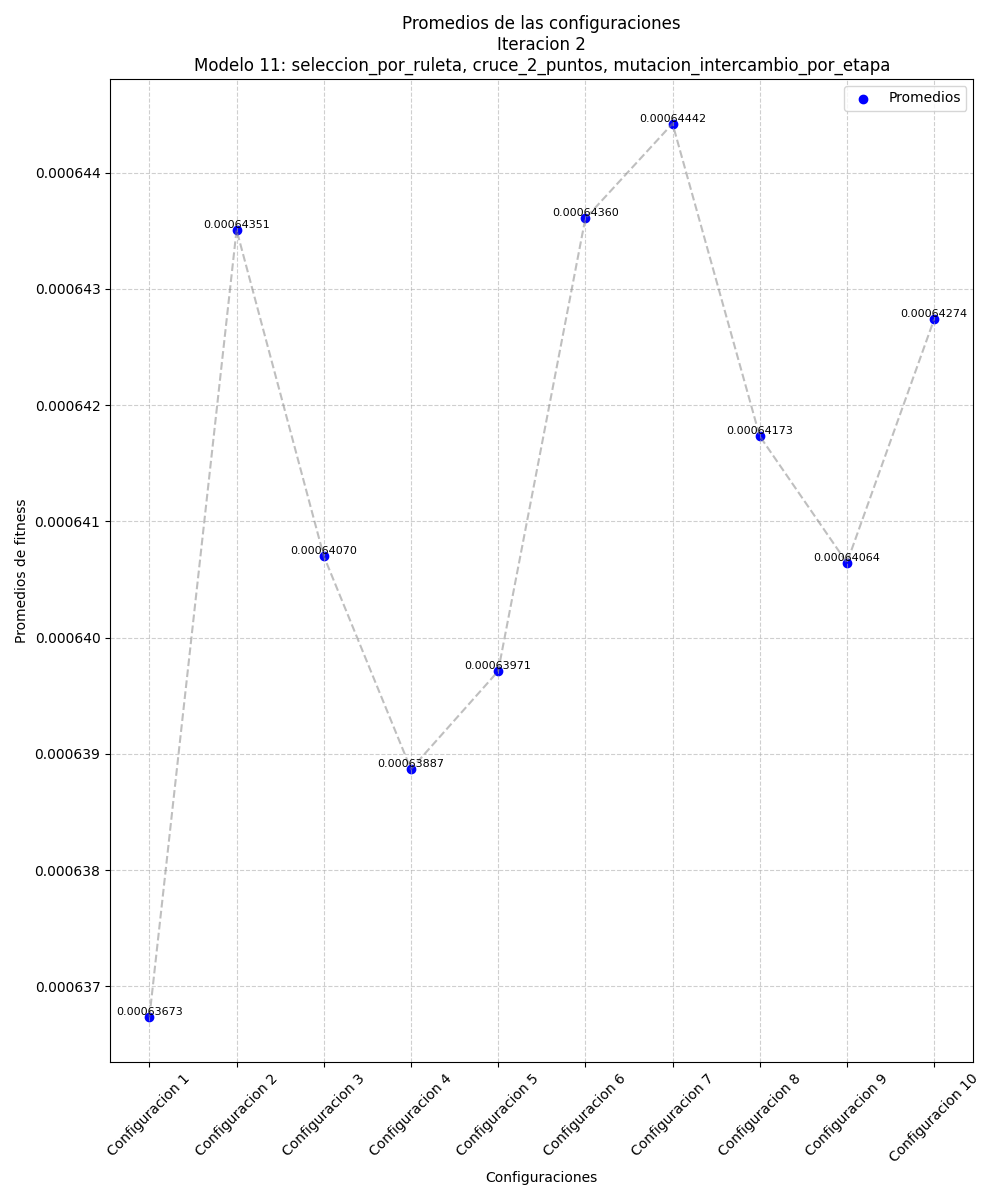 Promedios de las configuraciones
Iteracion 2
Modelo 11: seleccion_por_ruleta, cruce_2_puntos, mutacion_intercambio_por_etapa
Promedios
0.00064442
0.000644
0.00064360
0.00064351
0.000643
0.00064274
0.000642
0.00064173
0.000641
0.00064070
0.00064064
0.000640
0.00063971
0.000639
0.00063887
0.000638
0.000637
0.00063673
Promedios de fitness
Configuracion 1
Configuracion 2
Configuracion 3
Configuracion 4
Configuracion 5
Configuracion 6
Configuracion 7
Configuracion 8
Configuracion 9
Configuracion 10
Configuraciones